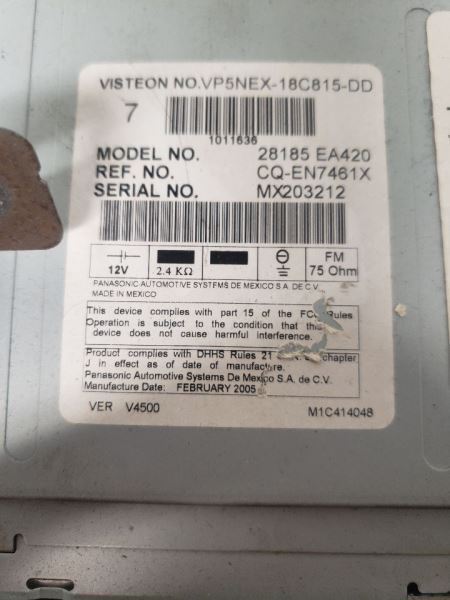 VISTEON NO.VP5NEX-18C815-DD
7
1011636
MODEL NO. 28185 EA420
REF. NO. CQ-EN7461X
SERIAL NO. MX203212
12V
2.4 KΩ
FM
75 Ohm
PANASONIC AUTOMOTIVE SYSTEMS DE MEXICO S.A. DE C.V.
MADE IN MEXICO
This device complies with part 15 of the FCC Rules
Operation is subject to the condition that this
device does not cause harmful interference.
Product complies with DHHS Rules 21 chapter
J in effect as of date of manufacture.
Panasonic Automotive Systems De Mexico S.A. de C.V.
Manufacture Date: FEBRUARY 2005
VER V4500
M1C414048